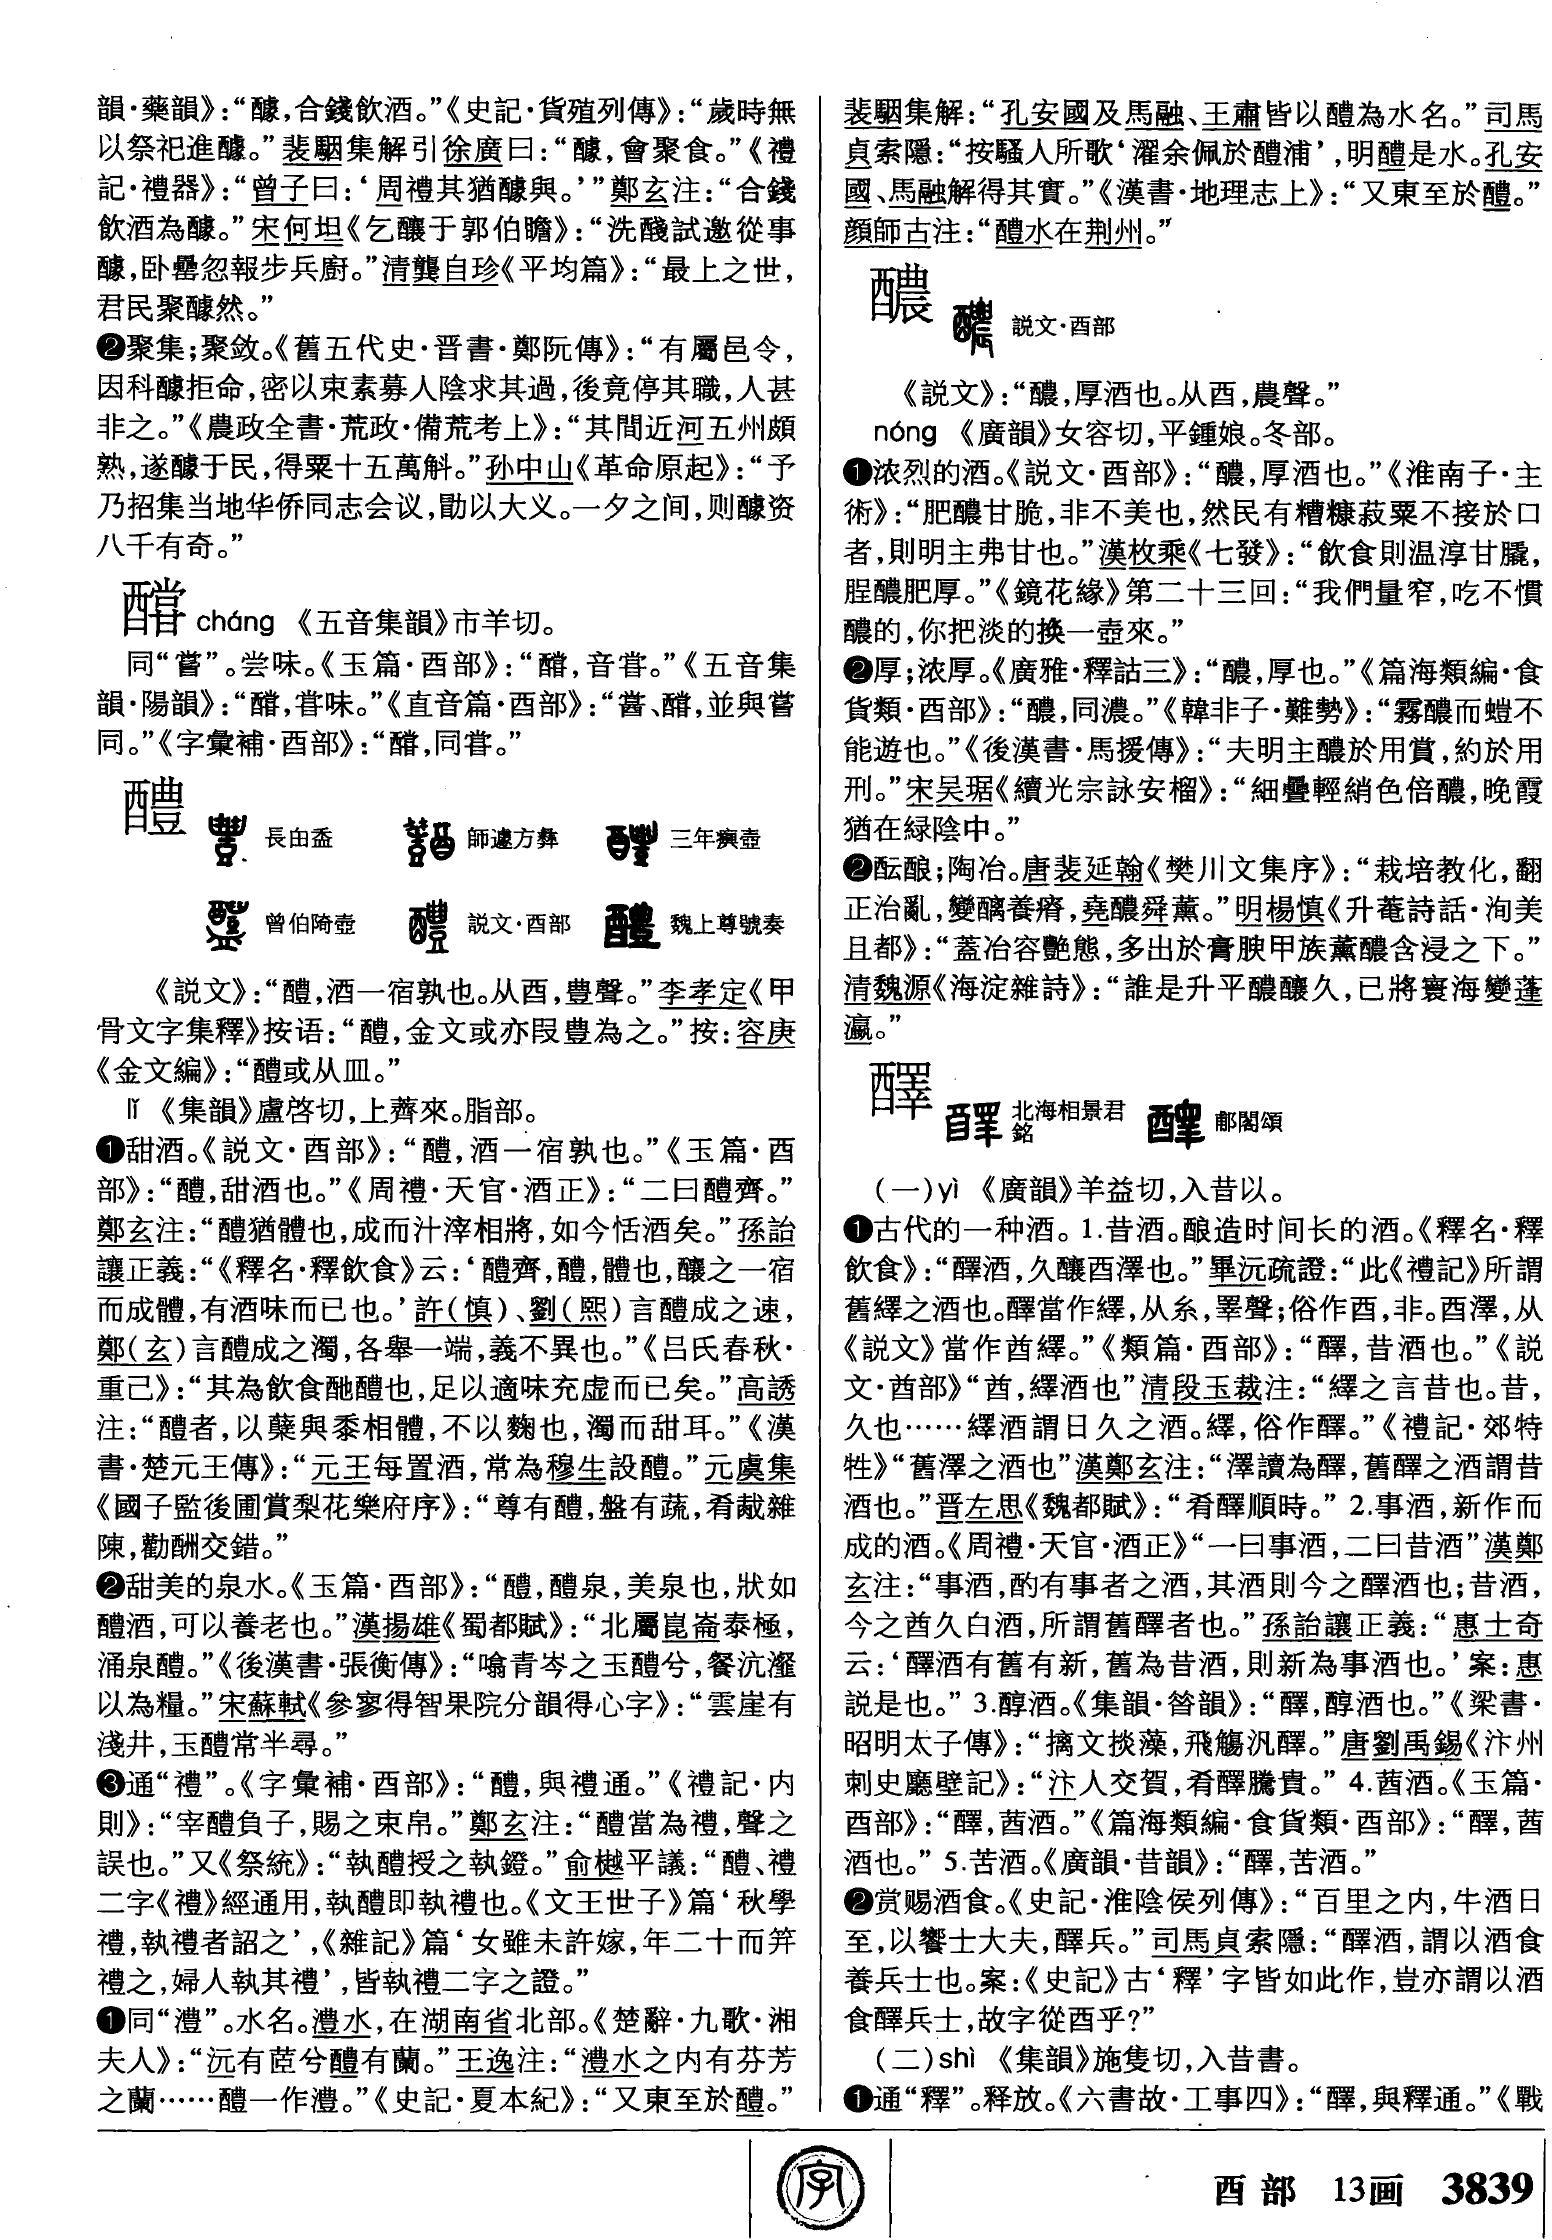 韻·藥韻》：“醵，合錢飲酒。”《史記·貨殖列傳》：“歲時無
以祭祀進醵。”裴駰集解引徐廣曰：“醵，會聚食。”《禮
記·禮器》：“曾子曰：‘周禮其猶醵與。’”鄭玄注：“合錢
飲酒為醵。”宋何坦《乞釀于郭伯瞻》：“洗醆試邀從事
醵，卧罍忽報步兵廚。”清龔自珍《平均篇》：“最上之世，
君民聚醵然。”
❷聚集；聚敛。《舊五代史·晋書·鄭阮傳》：“有屬邑令，
因科醵拒命，密以束素募人陰求其過，後竟停其職，人甚
非之。”《農政全書·荒政·備荒考上》：“其間近河五州頗
熟，遂醵于民，得粟十五萬斛。”孙中山《革命原起》：“予
乃招集当地华侨同志会议，勖以大义。一夕之间，则醵资
八千有奇。”
cháng 《五音集韻》市羊切。
同“嘗”。尝味。《玉篇·酉部》：“䤘，音甞。”《五音集
韻·陽韻》：“䤘，甞味。”《直音篇·酉部》：“䤘，並與嘗
同。”《字彙補·酉部》：“䤘，同甞。”
醴
長由盉 師遽方彝 三年𤼈壺
曾伯陭壺 説文·酉部 魏上尊號奏
《説文》：“醴，酒一宿孰也。从酉，豊聲。”李孝定《甲
骨文字集釋》按语：“醴，金文或亦叚豊為之。”按：容庚
《金文編》：“醴或从皿。”
lǐ 《集韻》盧啓切，上薺來。脂部。
❶甜酒。《説文·酉部》：“醴，酒一宿孰也。”《玉篇·酉
部》：“醴，甜酒也。”《周禮·天官·酒正》：“二曰醴齊。”
鄭玄注：“醴猶體也，成而汁滓相將，如今恬酒矣。”孫詒
讓正義：“《釋名·釋飲食》云：‘醴齊，醴，體也，釀之一宿
而成體，有酒味而已也。’許(慎)、劉(熙)言醴成之速，
鄭(玄)言醴成之濁，各舉一端，義不異也。”《吕氏春秋·
重己》：“其為飲食酏醴也，足以適味充虚而已矣。”高誘
注：“醴者，以蘖與黍相體，不以麴也，濁而甜耳。”《漢
書·楚元王傳》：“元王每置酒，常為穆生設醴。”元虞集
《國子監後圃賞梨花樂府序》：“尊有醴，盤有蔬，肴胾雜
陳，勸酬交錯。”
❷甜美的泉水。《玉篇·酉部》：“醴，醴泉，美泉也，狀如
醴酒，可以養老也。”漢揚雄《蜀都賦》：“北屬崑崙泰極，
涌泉醴。”《後漢書·張衡傳》：“噏青岑之玉醴兮，餐沆瀣
以為糧。”宋蘇軾《參寥得智果院分韻得心字》：“雲崖有
淺井，玉醴常半尋。”
❸通“禮”。《字彙補·酉部》：“醴，與禮通。”《禮記·内
則》：“宰醴負子，賜之束帛。”鄭玄注：“醴當為禮，聲之
誤也。”又《祭統》：“執醴授之執鐙。”俞樾平議：“醴、禮
二字《禮》經通用，執醴即執禮也。《文王世子》篇‘秋學
禮，執禮者詔之’，《雜記》篇‘女雖未許嫁，年二十而笄
禮之，婦人執其禮’，皆執禮二字之證。”
❶同“澧”。水名。澧水，在湖南省北部。《楚辭·九歌·湘
夫人》：“沅有茝兮醴有蘭。”王逸注：“澧水之内有芬芳
之蘭……醴一作澧。”《史記·夏本紀》：“又東至於醴。”
裴駰集解：“孔安國及馬融、王肅皆以醴為水名。”司馬
貞索隱：“按騷人所歌‘濯余佩於醴浦’，明醴是水。孔安
國、馬融解得其實。”《漢書·地理志上》：“又東至於醴。”
顔師古注：“醴水在荆州。”
醲
説文·酉部
《説文》：“醲，厚酒也。从酉，農聲。”
nóng 《廣韻》女容切，平鍾娘。冬部。
❶浓烈的酒。《説文·酉部》：“醲，厚酒也。”《淮南子·主
術》：“肥醲甘脆，非不美也，然民有糟糠菽粟不接於口
者，則明主弗甘也。”漢枚乘《七發》：“飲食則温淳甘膬，
腥醲肥厚。”《鏡花緣》第二十三回：“我們量窄，吃不慣
醲的，你把淡的换一壺來。”
❷厚；浓厚。《廣雅·釋詁三》：“醲，厚也。”《篇海類編·食
貨類·酉部》：“醲，同濃。”《韓非子·難勢》：“霧醲而螘不
能遊也。”《後漢書·馬援傳》：“夫明主醲於用賞，約於用
刑。”宋吴琚《續光宗詠安榴》：“細疊輕綃色倍醲，晚霞
猶在緑陰中。”
❷酝酿；陶冶。唐裴延翰《樊川文集序》：“栽培教化，翻
正治亂，變醨養瘠，堯醲舜薰。”明楊慎《升菴詩話·洵美
且都》：“蓋冶容艷態，多出於膏腴甲族薰醲含浸之下。”
清魏源《海淀雜詩》：“誰是升平醲釀久，已將寰海變蓬
瀛。”
醳
北海相景君銘 郙閣頌
(一)yì 《廣韻》羊益切，入昔以。
❶古代的一种酒。1.昔酒。酿造时间长的酒。《釋名·釋
飲食》：“醳酒，久釀酉澤也。”畢沅疏證：“此《禮記》所謂
舊繹之酒也。醳當作繹，从糸，睪聲；俗作酉，非。酉澤，从
《説文》當作酋繹。”《類篇·酉部》：“醳，昔酒也。”《説
文·酋部》“酋，繹酒也”清段玉裁注：“繹之言昔也。昔，
久也……繹酒謂日久之酒。繹，俗作醳。”《禮記·郊特
牲》“舊澤之酒也”漢鄭玄注：“澤讀為醳，舊醳之酒謂昔
酒也。”晋左思《魏都賦》：“肴醳順時。” 2.事酒，新作而
成的酒。《周禮·天官·酒正》“一曰事酒，二曰昔酒”漢鄭
玄注：“事酒，酌有事者之酒，其酒則今之醳酒也；昔酒，
今之酋久白酒，所謂舊醳者也。”孫詒讓正義：“惠士奇
云：‘醳酒有舊有新，舊為昔酒，則新為事酒也。’案：惠
説是也。” 3.醇酒。《集韻·昔韻》：“醳，醇酒也。”《梁書·
昭明太子傳》：“摛文掞藻，飛觴汎醳。”唐劉禹錫《汴州
刺史廳壁記》：“汴人交賀，肴醳騰貴。” 4.莤酒。《玉篇·
酉部》：“醳，莤酒。”《篇海類編·食貨類·酉部》：“醳，莤
酒也。” 5.苦酒。《廣韻·昔韻》：“醳，苦酒。”
❷赏赐酒食。《史記·淮陰侯列傳》：“百里之内，牛酒日
至，以饗士大夫，醳兵。”司馬貞索隱：“醳酒，謂以酒食
養兵士也。案：《史記》古‘釋’字皆如此作，豈亦謂以酒
食醳兵士，故字從酉乎？”
(二)shì 《集韻》施隻切，入昔書。
❶通“釋”。释放。《六書故·工事四》：“醳，與釋通。”《戰
字
酉部 13画 3839